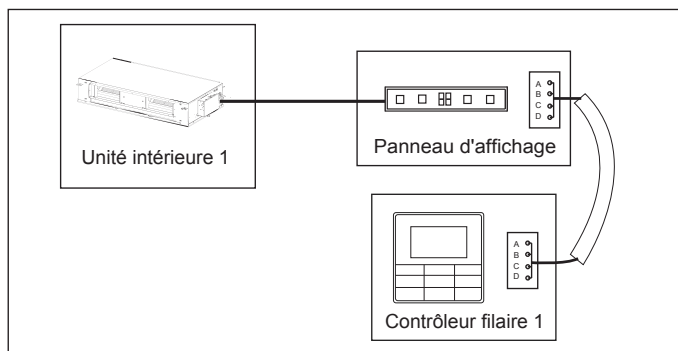 Unité intérieure 1
A
B
C
D
Panneau d'affichage
A
B
C
D
Contrôleur filaire 1